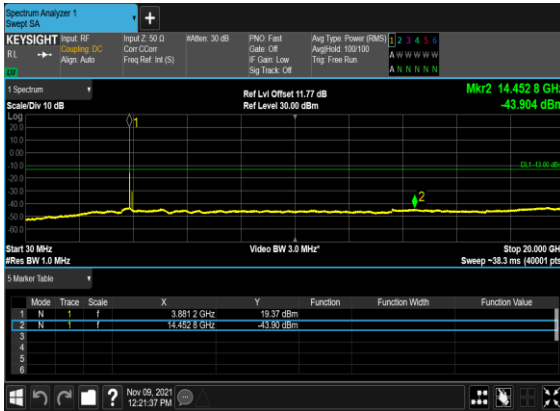 Spectrum Analyzer 1
Swept SA
+
KEYSIGHT
RL
Input: RF
Coupling: DC
Align: Auto
Input Z: 50 Ω
Corr CCorr
Freq Ref: Int (S)
#Atten: 30 dB
PNO: Fast
Gate: Off
IF Gain: Low
Sig Track: Off
Avg Type: Power (RMS)
Avg|Hold: 100/100
Trig: Free Run
1 2 3 4 5 6
A W W W W W
A N N N N N
1 Spectrum
Scale/Div 10 dB
Ref Lvl Offset 11.77 dB
Ref Level 30.00 dBm
Mkr2 14.452 8 GHz
-43.904 dBm
Log
20.0
10.0
0.00
-10.0
-20.0
-30.0
-40.0
-50.0
-60.0
1
DL1 -13.00 dBm
2
Start 30 MHz
#Res BW 1.0 MHz
Video BW 3.0 MHz*
Stop 20.000 GHz
Sweep ~38.3 ms (40001 pts)
5 Marker Table
Mode Trace Scale X Y Function Function Width Function Value
1 N 1 f 3.881 2 GHz 19.37 dBm
2 N 1 f 14.452 8 GHz -43.90 dBm
3
4
5
6
?
Nov 09, 2021
12:21:37 PM